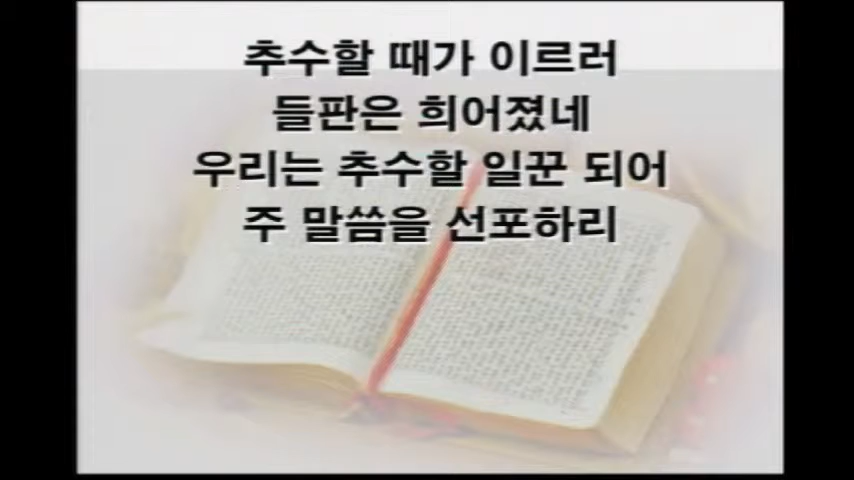 추수할 때가 이르러
들판은 희어졌네
우리는 추수할 일꾼 되어
주 말씀을 선포하리